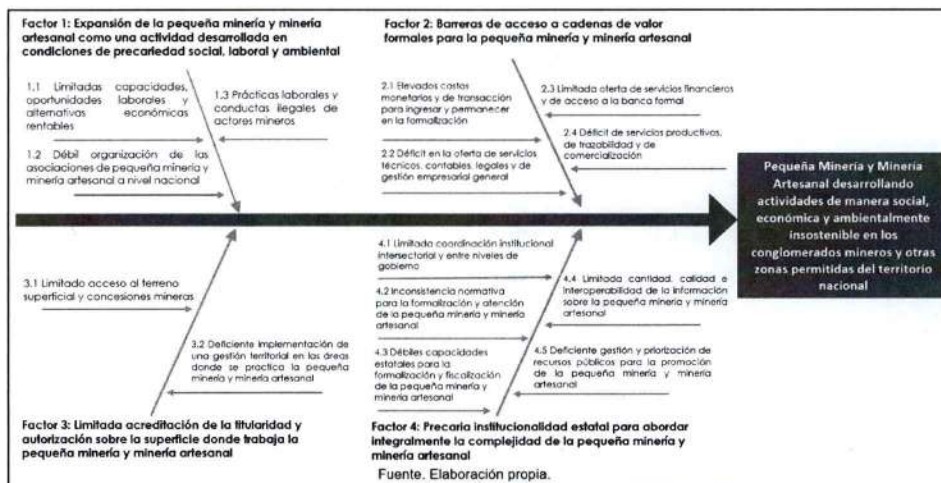 Factor 1: Expansión de la pequeña minería y minería
artesanal como una actividad desarrollada en
condiciones de precariedad social, laboral y ambiental
1.1 Limitadas capacidades,
oportunidades laborales y
alternativas económicas
rentables
1.3 Prácticas laborales y
conductas ilegales de
actores mineros
1.2 Débil organización de las
asociaciones de pequeña minería y
minería artesanal a nivel nacional
Factor 2: Barreras de acceso a cadenas de valor
formales para la pequeña minería y minería artesanal
2.1 Elevados costos
monetarios y de transacción
para ingresar y permanecer
en la formalización
2.3 Limitada oferta de servicios financieros
y de acceso a la banca formal
2.2 Déficit en la oferta de servicios
técnicos, contables, legales y de
gestión empresarial general
2.4 Déficit de servicios productivos,
de trazabilidad y de
comercialización
Pequeña Minería y Minería
Artesanal desarrollando
actividades de manera social,
económica y ambientalmente
insostenible en los
conglomerados mineros y otras
zonas permitidas del territorio
nacional
3.1 Limitado acceso al terreno
superficial y concesiones mineras
3.2 Deficiente implementación de
una gestión territorial en las áreas
donde se practica la pequeña
minería y minería artesanal
Factor 3: Limitada acreditación de la titularidad y
autorización sobre la superficie donde trabaja la
pequeña minería y minería artesanal
4.1 Limitada coordinación institucional
intersectorial y entre niveles de
gobierno
4.2 Inconsistencia normativa
para la formalización y atención
de la pequeña minería y minería
artesanal
4.3 Débiles capacidades
estatales para la
formalización y fiscalización
de la pequeña minería y
minería artesanal
4.4 Limitada cantidad, calidad e
interoperabilidad de la información
sobre la pequeña minería y minería
artesanal
4.5 Deficiente gestión y priorización de
recursos públicos para la promoción
de la pequeña minería y minería
artesanal
Factor 4: Precaria institucionalidad estatal para abordar
integralmente la complejidad de la pequeña minería y
minería artesanal
Fuente. Elaboración propia.